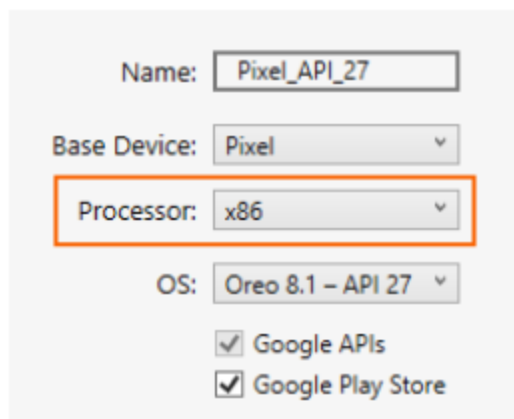 Name: Pixel_API_27
Base Device: Pixel
Processor: x86
OS: Oreo 8.1 – API 27
Google APIs
Google Play Store